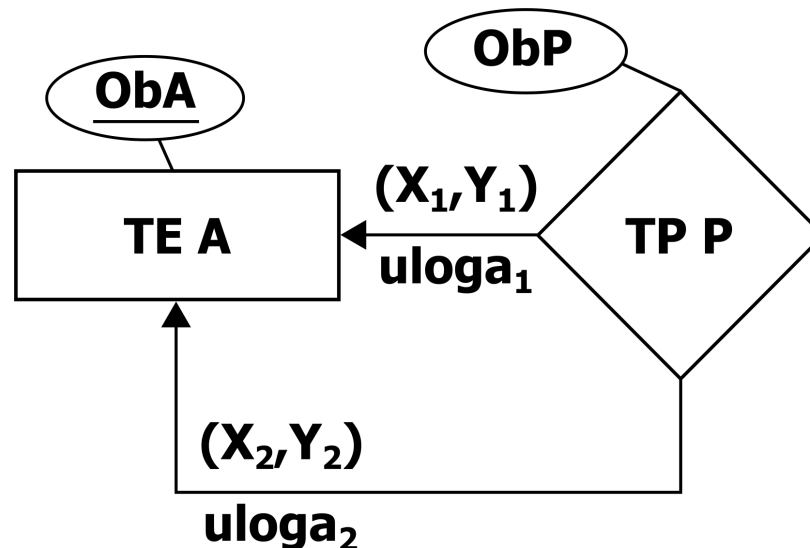 ObP
ObA
(X₁,Y₁)
TE A
TP P
uloga₁
(X₂,Y₂)
uloga₂